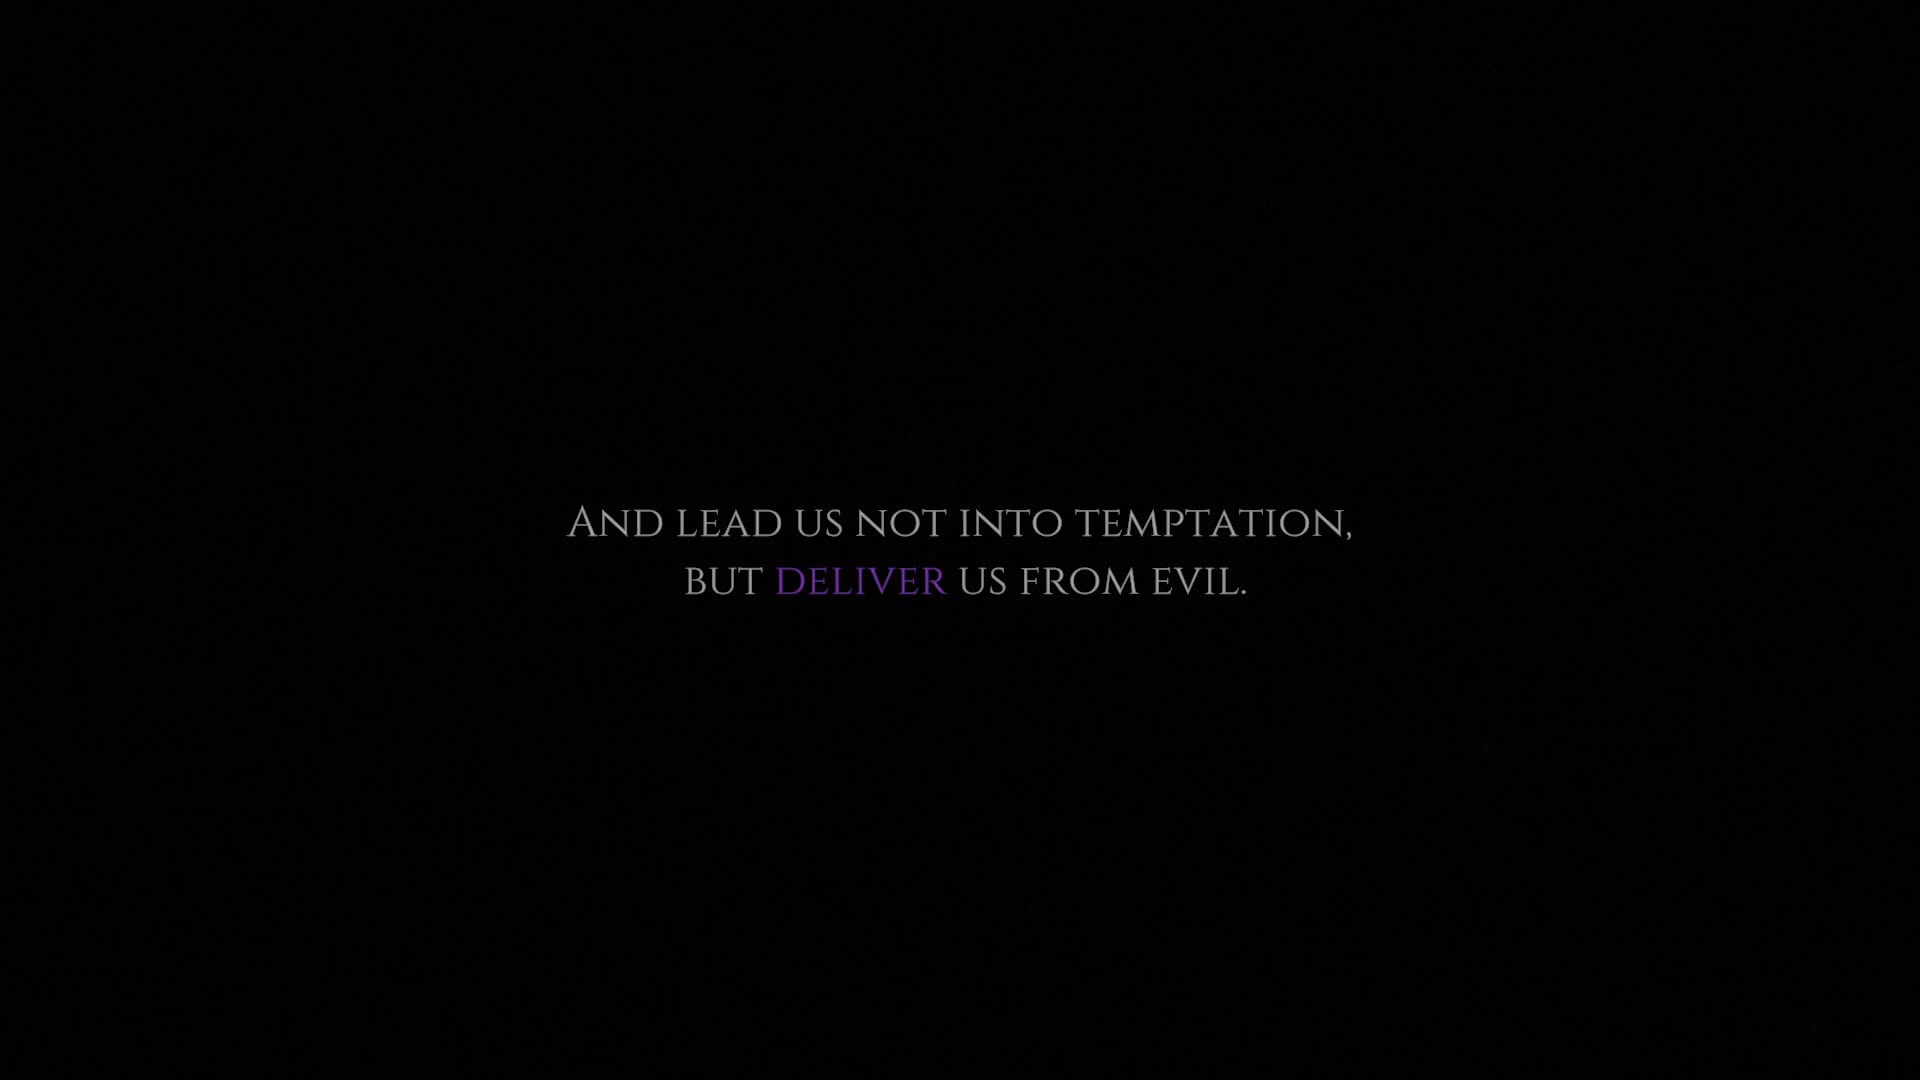 And lead us not into temptation,
but deliver us from evil.